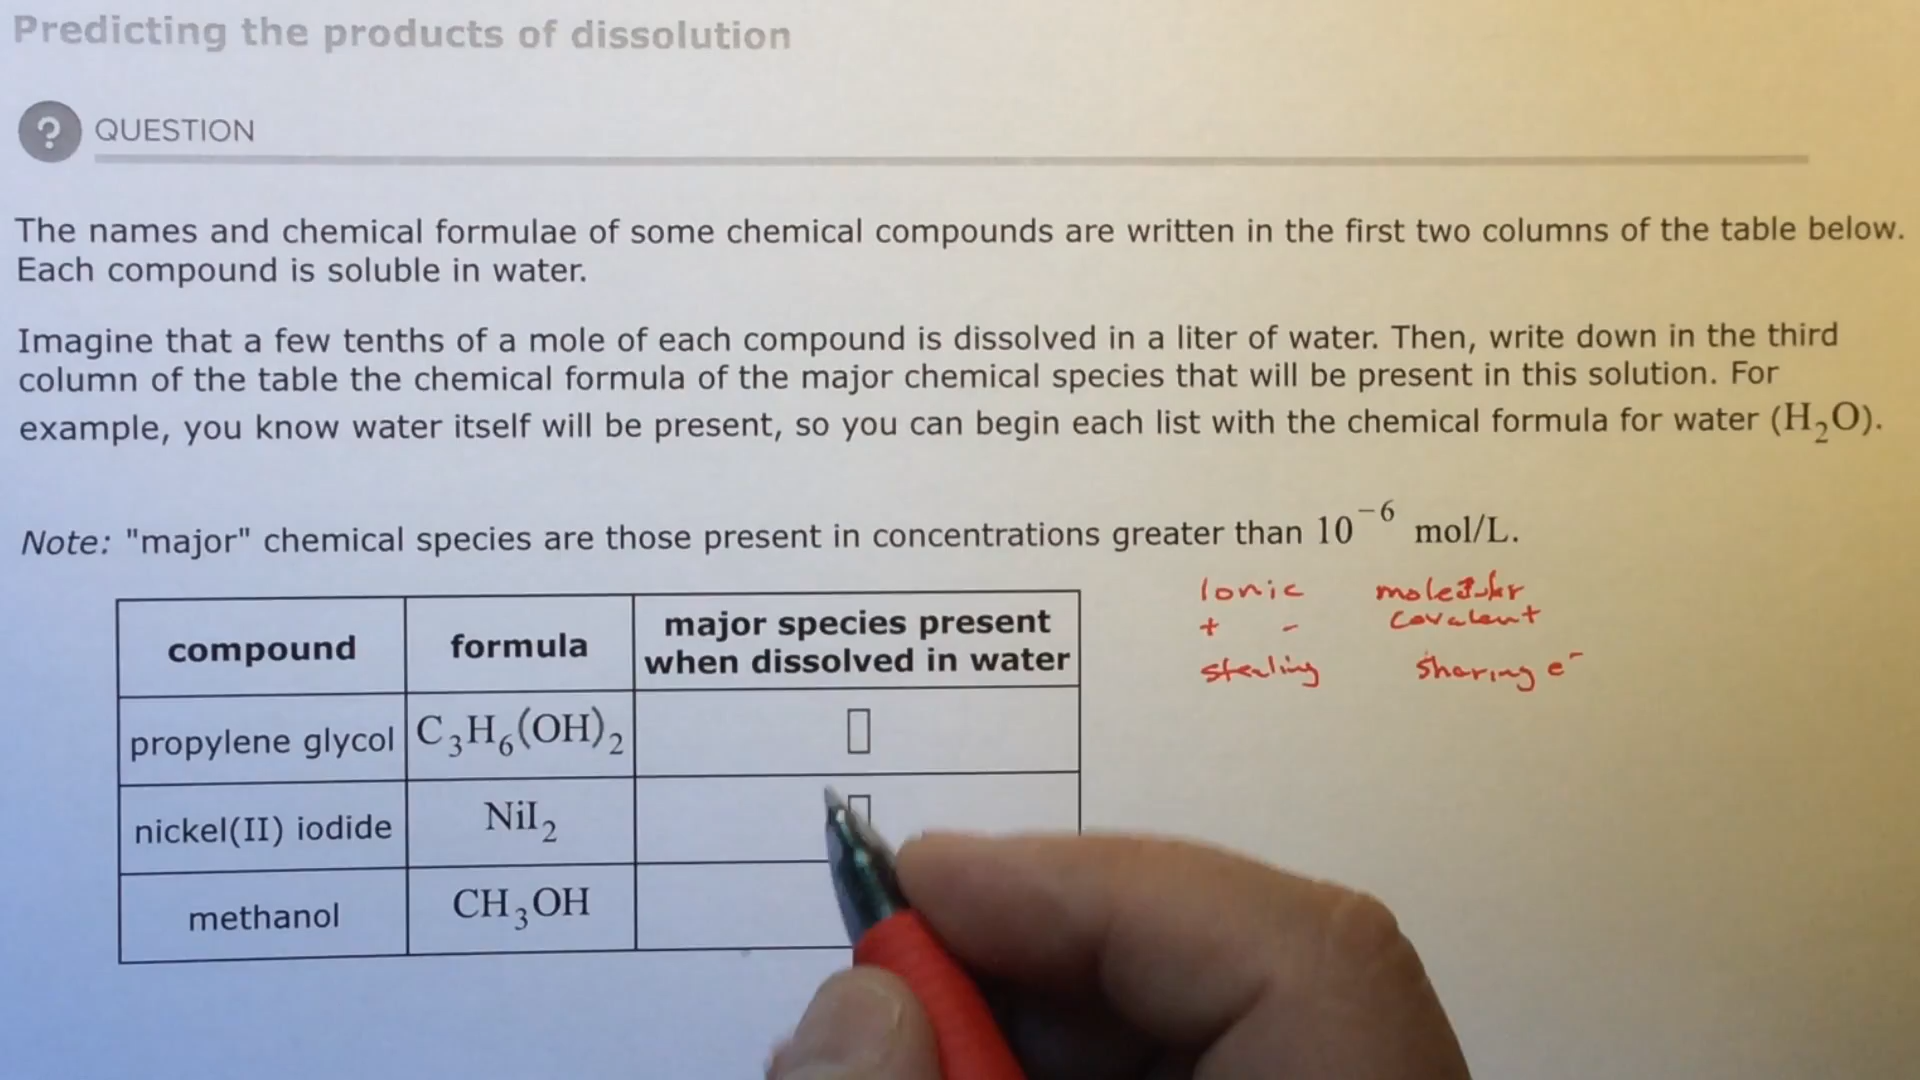 Predicting the products of dissolution
?
QUESTION
The names and chemical formulae of some chemical compounds are written in the first two columns of the table below.
Each compound is soluble in water.
Imagine that a few tenths of a mole of each compound is dissolved in a liter of water. Then, write down in the third
column of the table the chemical formula of the major chemical species that will be present in this solution. For
example, you know water itself will be present, so you can begin each list with the chemical formula for water (H₂O).
Note: "major" chemical species are those present in concentrations greater than 10⁻⁶ mol/L.
Ionic molecular
+ - covalent
stealing sharing e⁻
compound formula major species present
when dissolved in water
propylene glycol C₃H₆(OH)₂
nickel(II) iodide NiI₂
methanol CH₃OH